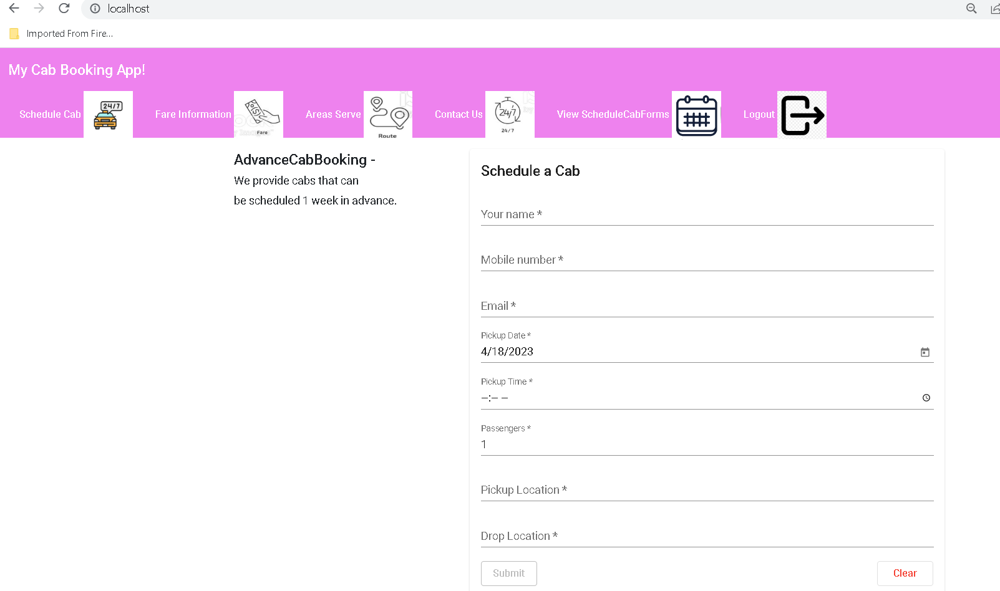 localhost
Imported From Fire...
My Cab Booking App!
Schedule Cab 24/7 Fare Information Fare Areas Serve Route Contact Us 24/7 24/7 View ScheduleCabForms Logout
AdvanceCabBooking -
We provide cabs that can
be scheduled 1 week in advance.
Schedule a Cab
Your name *
Mobile number *
Email *
Pickup Date *
4/18/2023
Pickup Time *
--:-- --
Passengers *
1
Pickup Location *
Drop Location *
Submit Clear